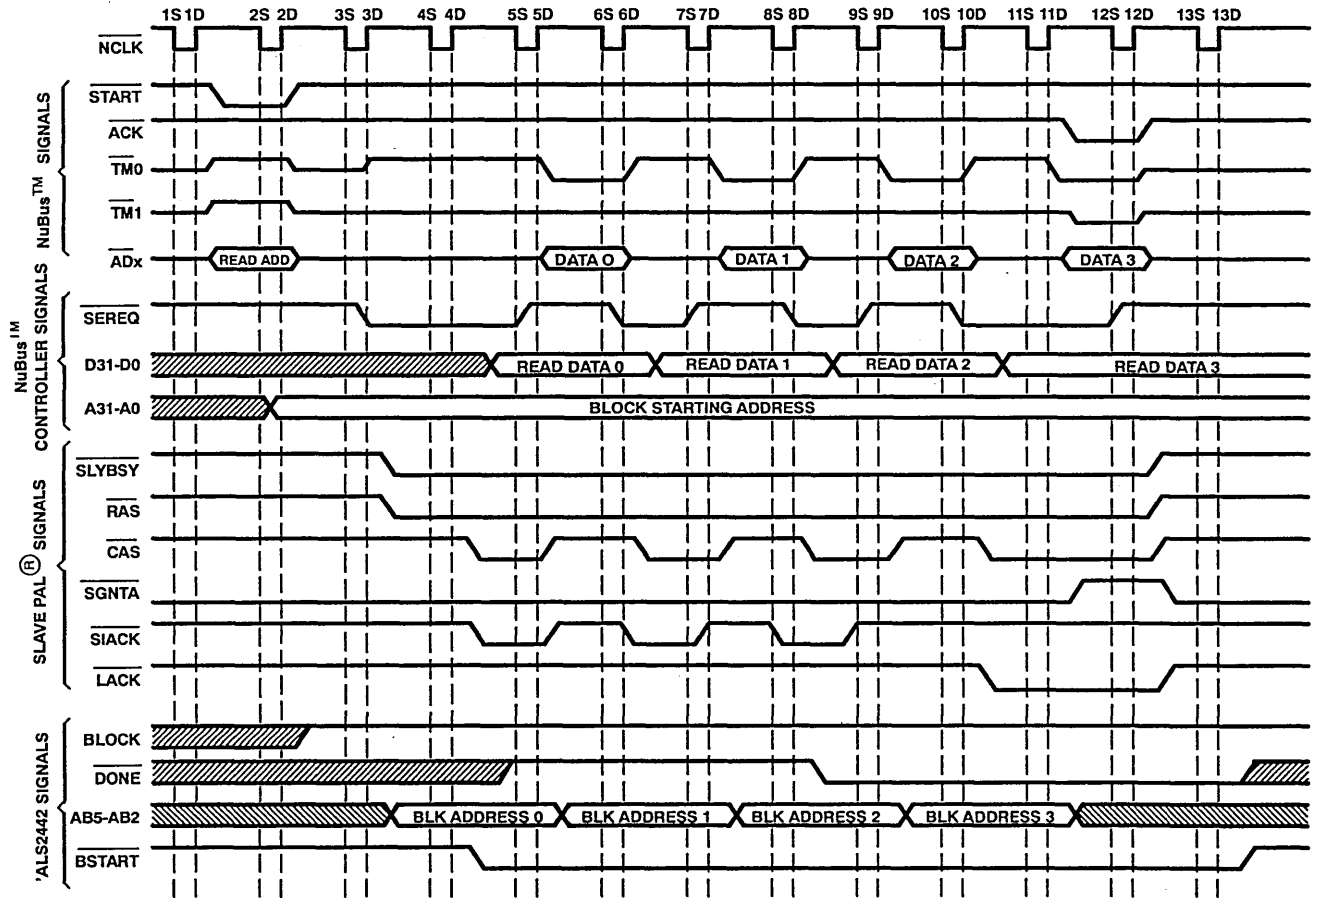 1S 1D 2S 2D 3S 3D 4S 4D 5S 5D 6S 6D 7S 7D 8S 8D 9S 9D 10S 10D 11S 11D 12S 12D 13S 13D
NCLK
NuBus™ SIGNALS
START
ACK
TM0
TM1
ADx
READ ADD
DATA 0
DATA 1
DATA 2
DATA 3
NuBus™ CONTROLLER SIGNALS
SEREQ
D31-D0
READ DATA 0
READ DATA 1
READ DATA 2
READ DATA 3
A31-A0
BLOCK STARTING ADDRESS
SLAVE PAL® SIGNALS
SLYBSY
RAS
CAS
SGNTA
SIACK
LACK
'ALS2442 SIGNALS
BLOCK
DONE
AB5-AB2
BLK ADDRESS 0
BLK ADDRESS 1
BLK ADDRESS 2
BLK ADDRESS 3
BSTART